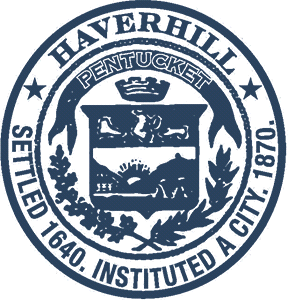 HAVERHILL
PENTUCKET
SETTLED 1640. INSTITUTED A CITY. 1870.